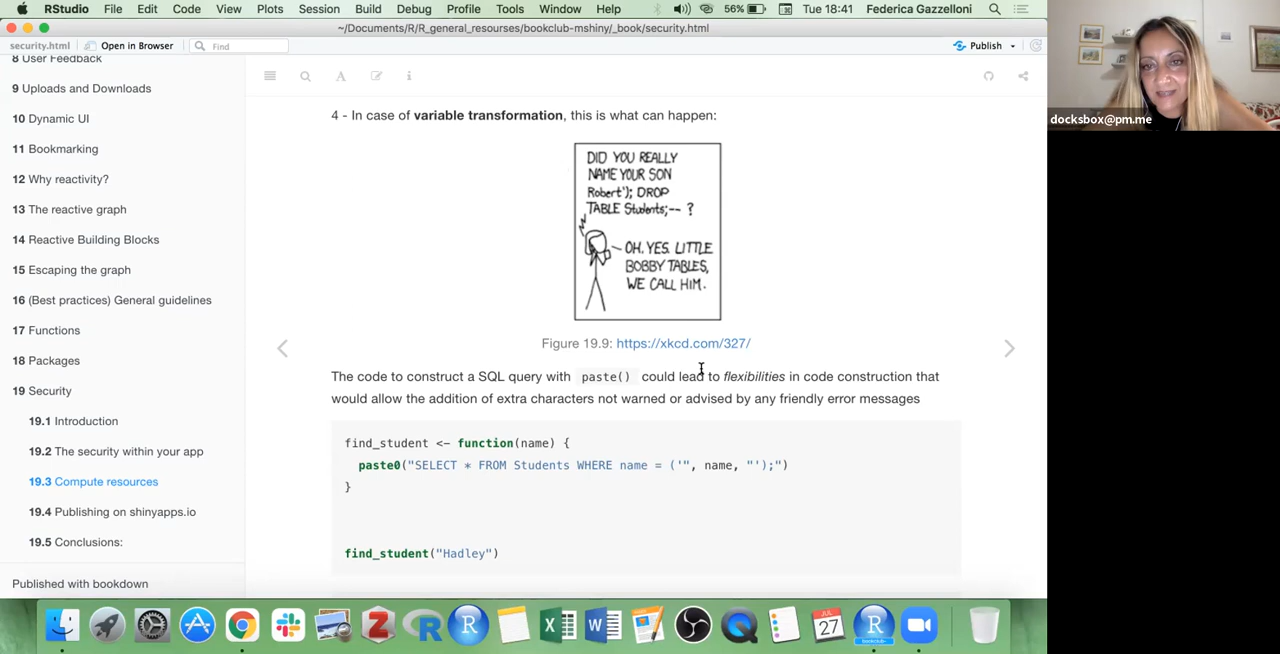 RStudio File Edit Code View Plots Session Build Debug Profile Tools Window Help 56% Tue 18:41 Federica Gazzelloni
~/Documents/R/R_general_resourses/bookclub-mshiny/_book/security.html
security.html Open in Browser Find Publish
8 User Feedback
9 Uploads and Downloads
10 Dynamic UI
11 Bookmarking
12 Why reactivity?
13 The reactive graph
14 Reactive Building Blocks
15 Escaping the graph
16 (Best practices) General guidelines
17 Functions
18 Packages
19 Security
19.1 Introduction
19.2 The security within your app
19.3 Compute resources
19.4 Publishing on shinyapps.io
19.5 Conclusions:
Published with bookdown
4 - In case of variable transformation, this is what can happen:
DID YOU REALLY
NAME YOUR SON
Robert'); DROP
TABLE Students;-- ?
OH. YES. LITTLE
BOBBY TABLES,
WE CALL HIM.
Figure 19.9: https://xkcd.com/327/
The code to construct a SQL query with paste() could lead to flexibilities in code construction that
would allow the addition of extra characters not warned or advised by any friendly error messages
find_student <- function(name) {
paste0("SELECT * FROM Students WHERE name = ('", name, "');")
}
find_student("Hadley")
docksbox@pm.me
JUL
27